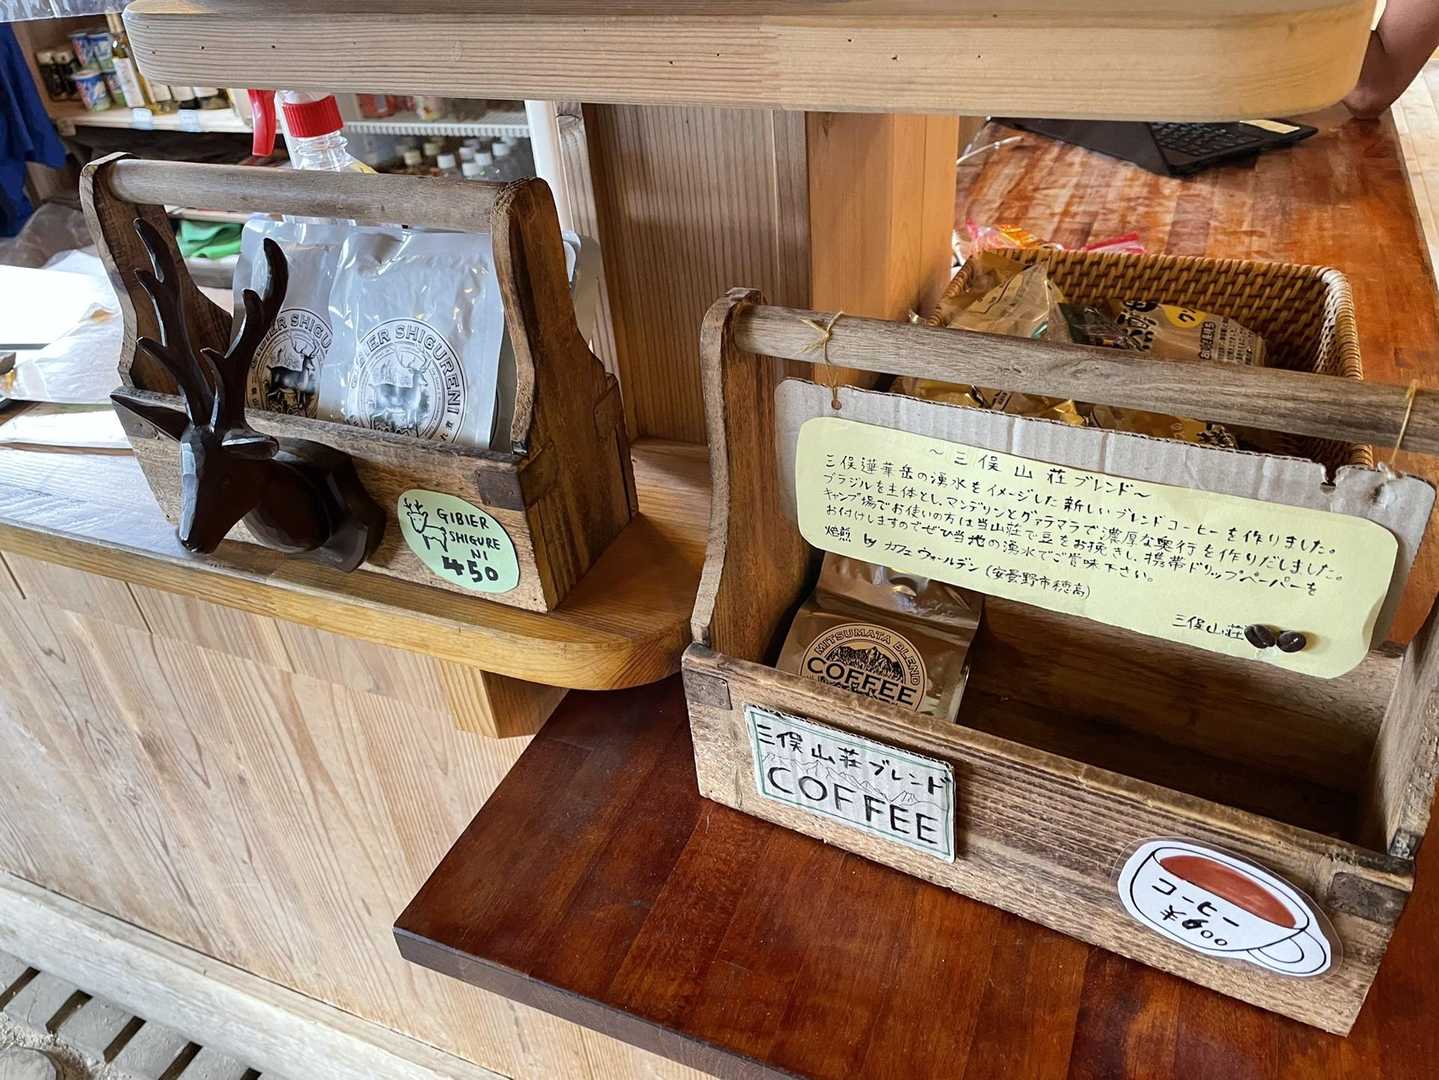 GIBIER SHIGURENI
GIBIER
SHIGURE
NI
450
～三俣山荘ブレンド～
三俣蓮華岳の湧水をイメージした新しいブレンドコーヒーを作りました。
ブラジルを主体とし、マンデリンとグァテマラで濃厚な奥行を作りだしました。
キャンプ場でお使いの方は当山荘で豆をお挽きし、携帯ドリップペーパーを
お付けしますのでぜひ当地の湧水でご賞味下さい。
焙煎 by カフェ ウォールデン (安曇野市穂高)
三俣山荘
MITSUMATA BLEND
COFFEE
三俣山荘ブレンド
COFFEE
コーヒー